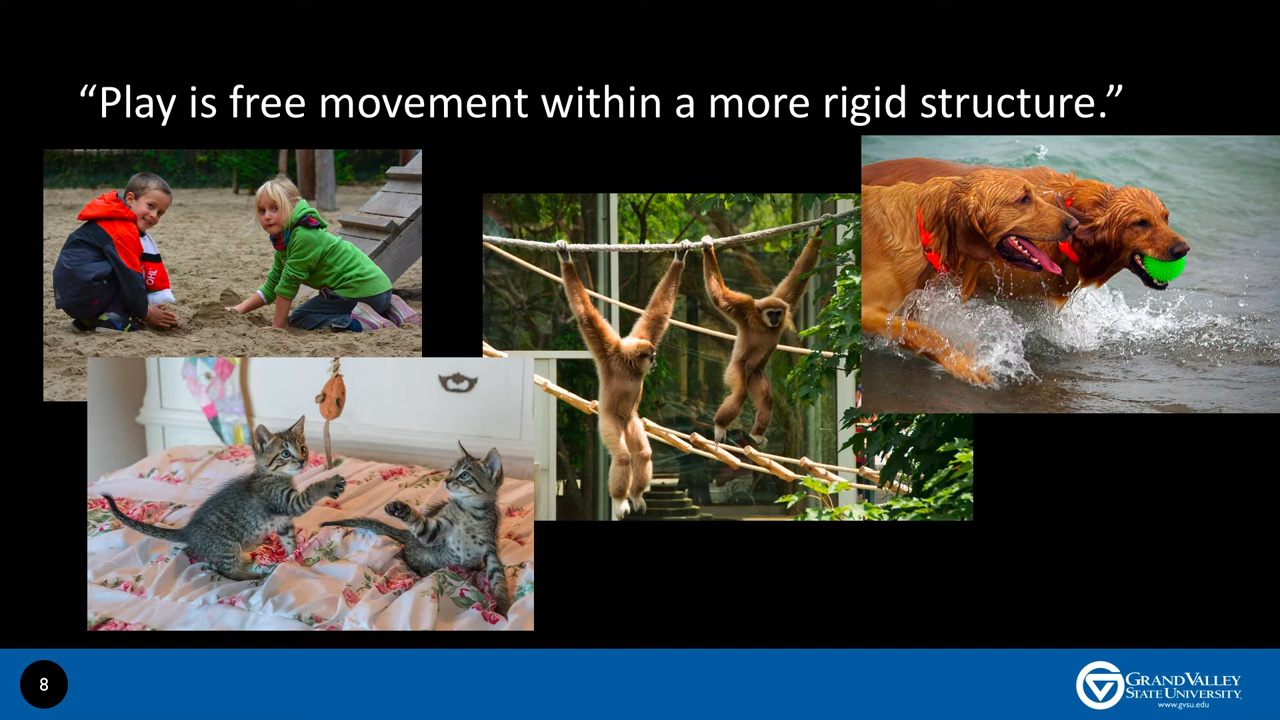 “Play is free movement within a more rigid structure.”
8
GRAND VALLEY
STATE UNIVERSITY
www.gvsu.edu